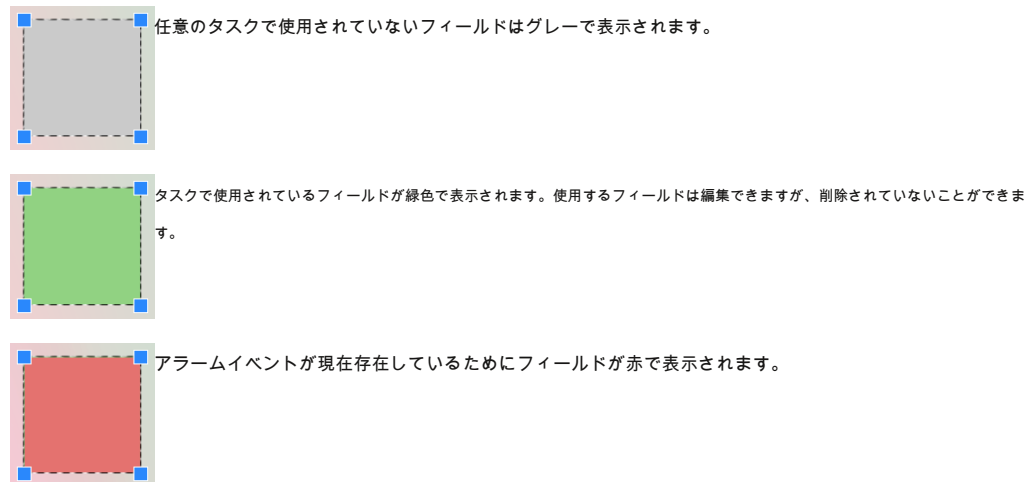 任意のタスクで使用されていないフィールドはグレーで表示されます。
タスクで使用されているフィールドが緑色で表示されます。使用するフィールドは編集できますが、削除されていないことができま
す。
アラームイベントが現在存在しているためにフィールドが赤で表示されます。